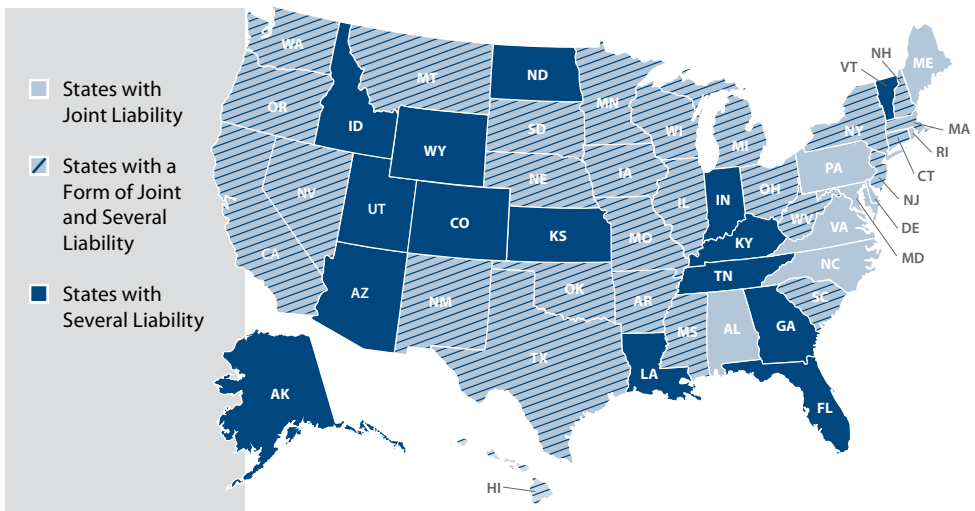 States with
Joint Liability
States with a
Form of Joint
and Several
Liability
States with
Several Liability
WA
OR
CA
NV
ID
MT
WY
UT
AZ
CO
NM
ND
SD
NE
KS
OK
TX
MN
IA
MO
AR
LA
WI
IL
MS
MI
IN
KY
TN
AL
OH
WV
GA
FL
SC
NC
VA
PA
NY
VT
NH
ME
MA
RI
CT
NJ
DE
MD
AK
HI